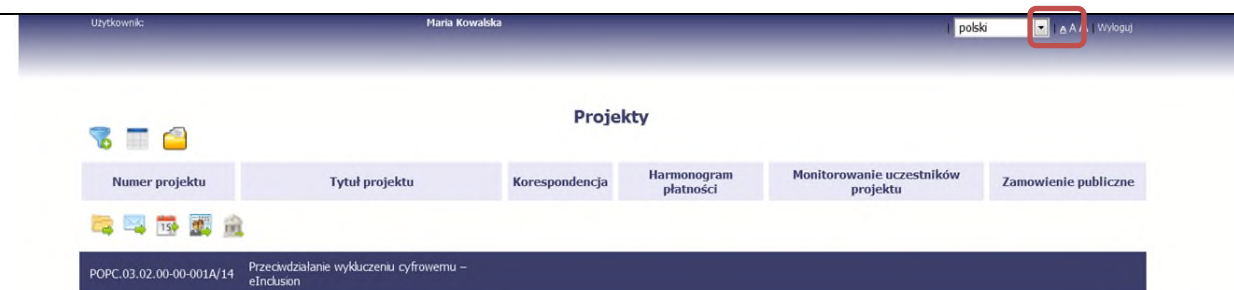 Użytkownik: Maria Kowalska | polski | A A A | Wyloguj
Projekty
Numer projektu Tytuł projektu Korespondencja Harmonogram płatności Monitorowanie uczestników projektu Zamowienie publiczne
15
POPC.03.02.00-00-001A/14 Przeciwdziałanie wykluczeniu cyfrowemu –
eInclusion